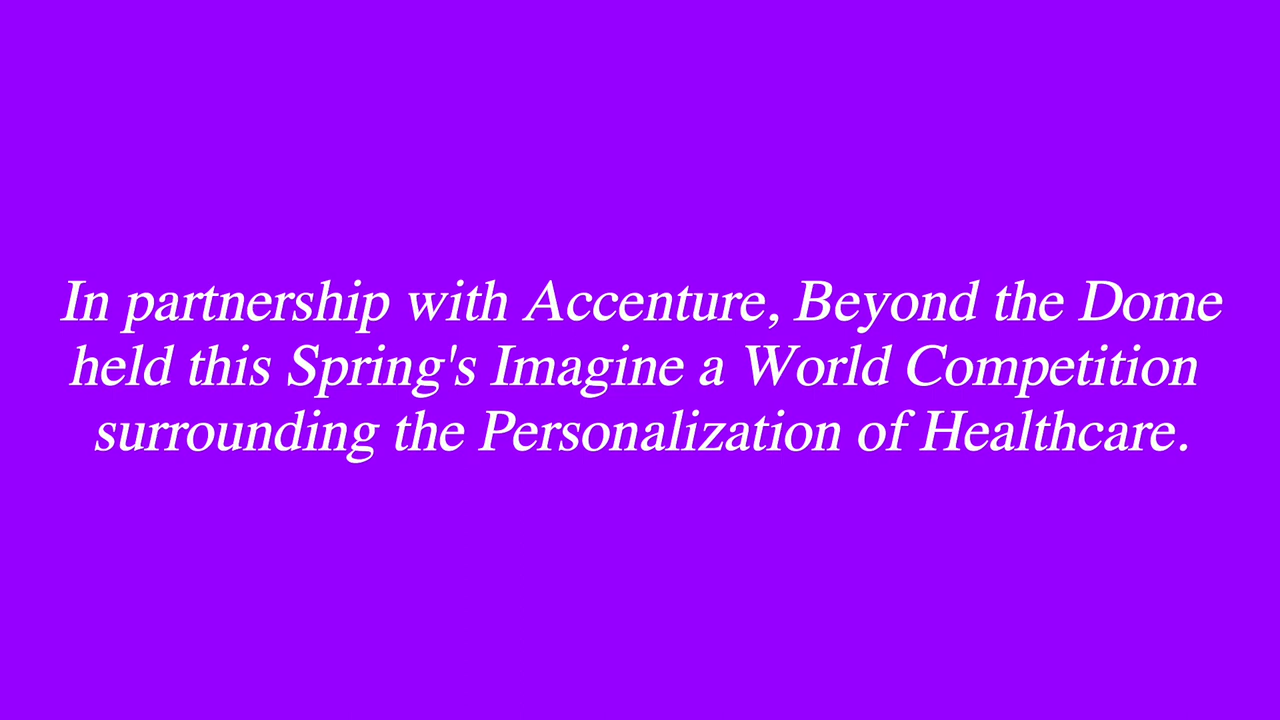 In partnership with Accenture, Beyond the Dome
held this Spring's Imagine a World Competition
surrounding the Personalization of Healthcare.